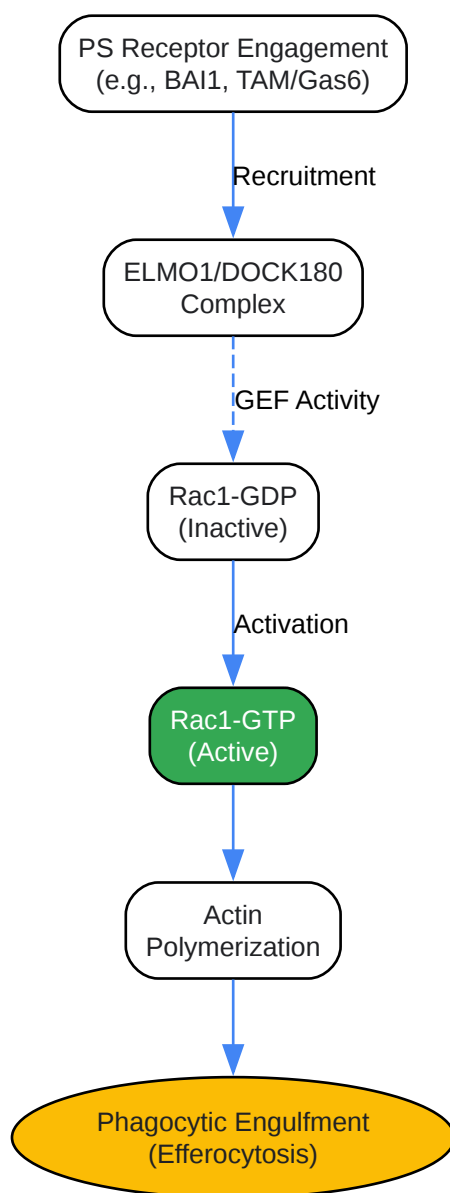 PS Receptor Engagement
(e.g., BAI1, TAM/Gas6)
Recruitment
ELMO1/DOCK180
Complex
GEF Activity
Rac1-GDP
(Inactive)
Activation
Rac1-GTP
(Active)
Actin
Polymerization
Phagocytic Engulfment
(Efferocytosis)